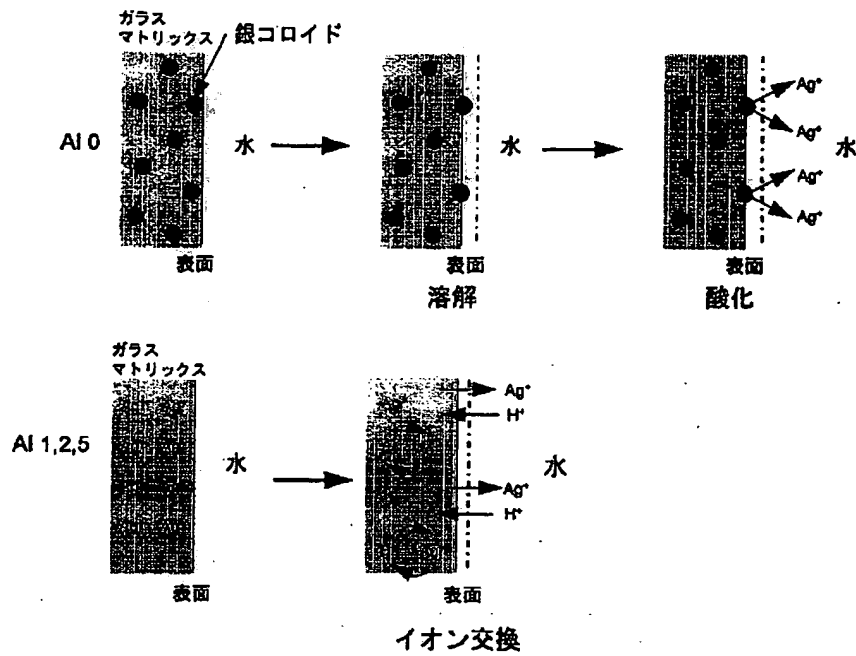 ガラス
マトリックス
銀コロイド
Al 0
水
水
水
Ag⁺
Ag⁺
Ag⁺
Ag⁺
表面
表面
表面
溶解
酸化
ガラス
マトリックス
Al 1,2,5
水
水
Ag⁺
H⁺
Ag⁺
H⁺
表面
表面
イオン交換